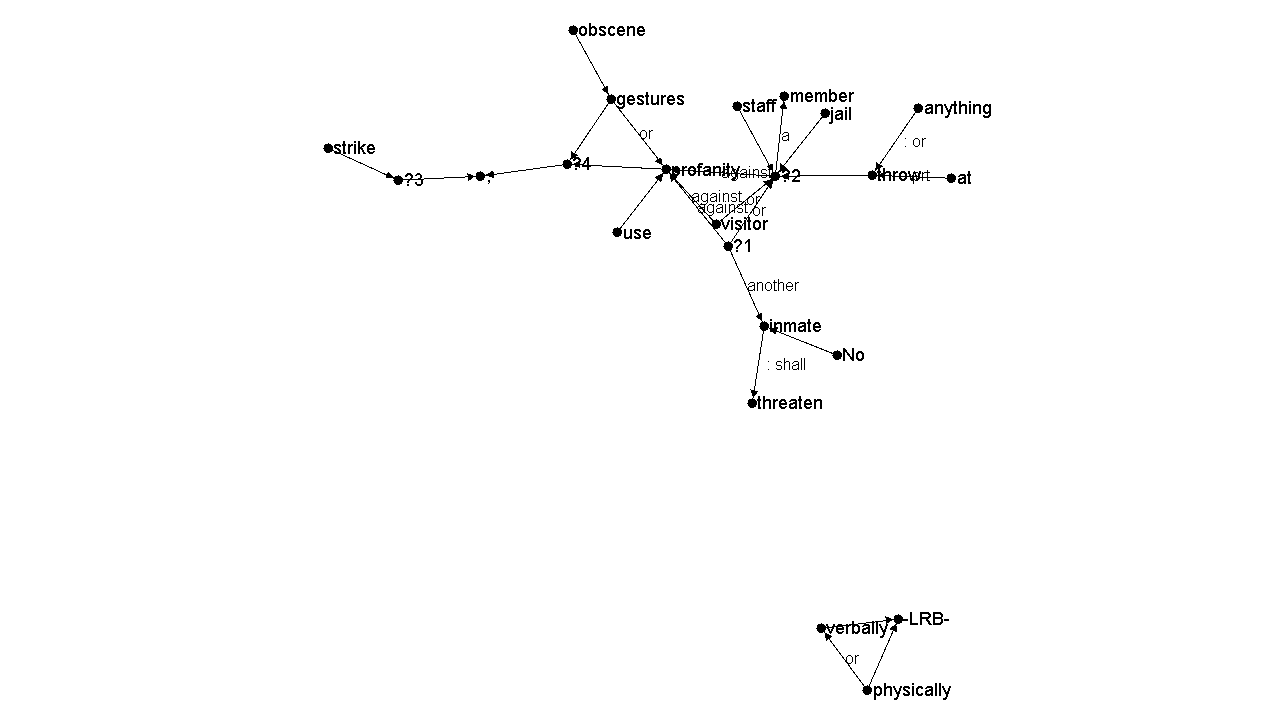 obscene
member
gestures
staff
anything
jail
or
a
: or
strike
?4
profanity
against
?2
throw
prt
at
?3
,
against
or
against
or
visitor
use
?1
another
inmate
No
: shall
threaten
-LRB-
verbally
or
physically